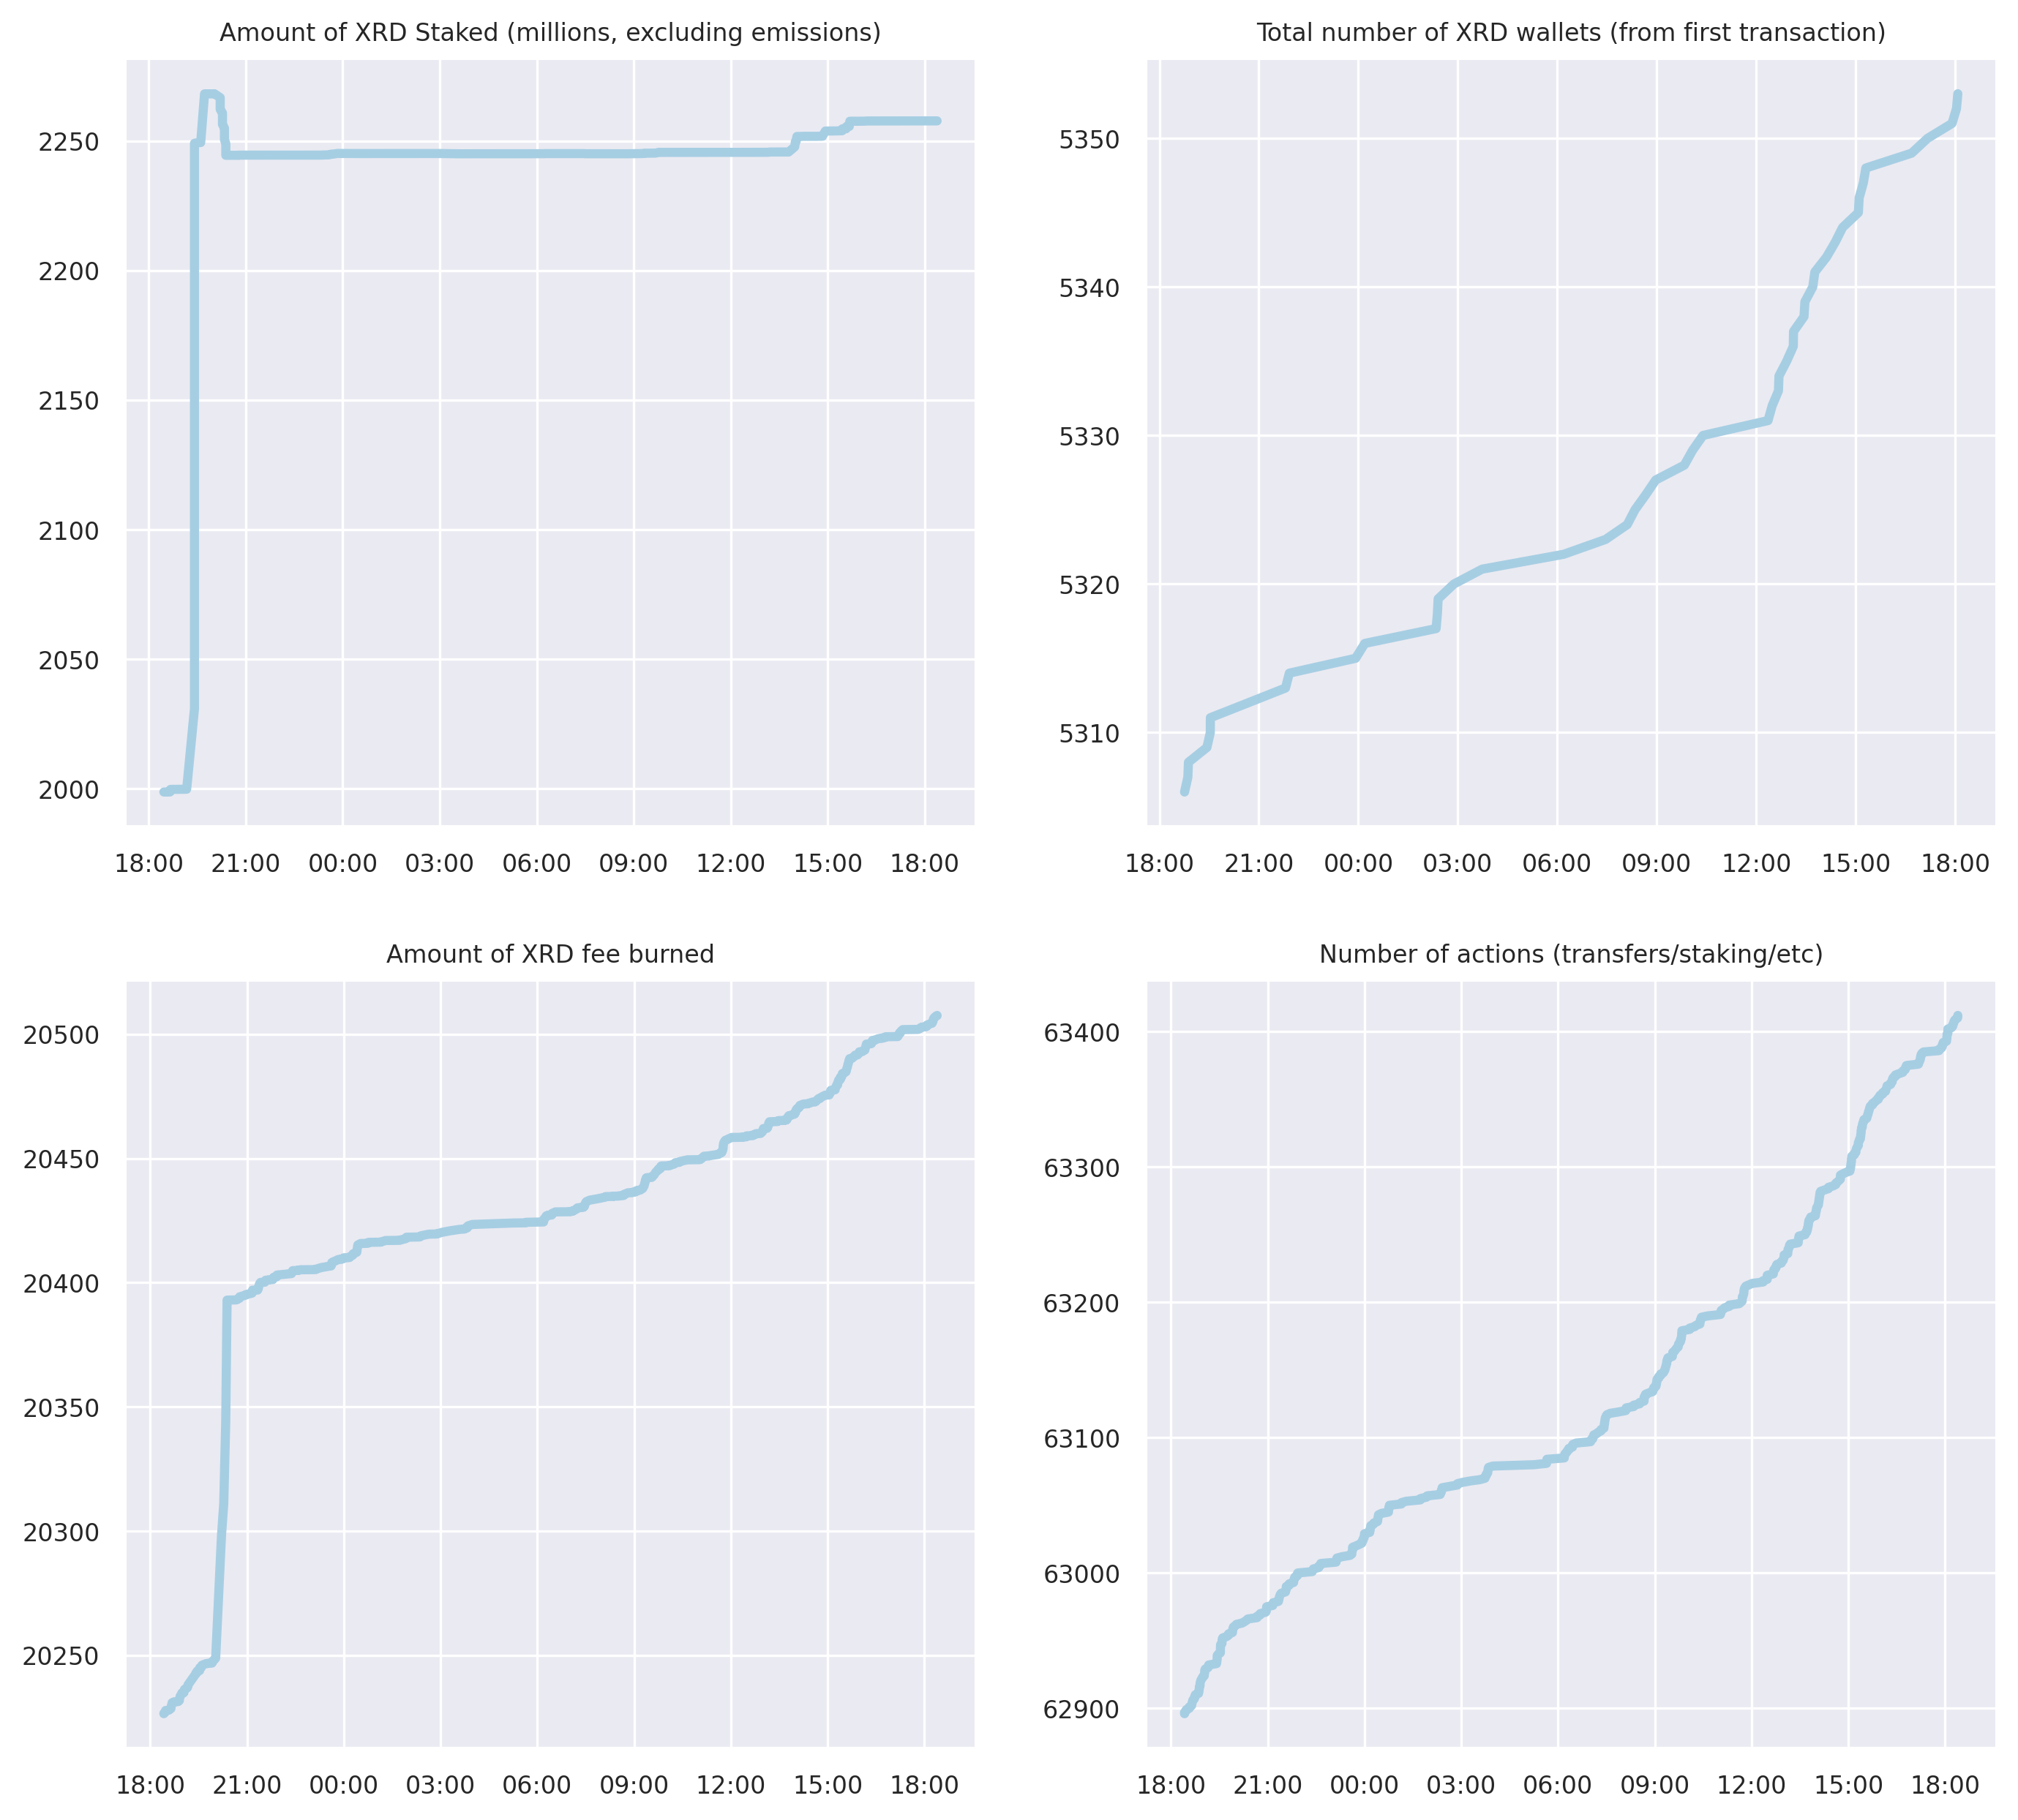 Amount of XRD Staked (millions, excluding emissions)
2250
2200
2150
2100
2050
2000
18:00 21:00 00:00 03:00 06:00 09:00 12:00 15:00 18:00
Total number of XRD wallets (from first transaction)
5350
5340
5330
5320
5310
18:00 21:00 00:00 03:00 06:00 09:00 12:00 15:00 18:00
Amount of XRD fee burned
20500
20450
20400
20350
20300
20250
18:00 21:00 00:00 03:00 06:00 09:00 12:00 15:00 18:00
Number of actions (transfers/staking/etc)
63400
63300
63200
63100
63000
62900
18:00 21:00 00:00 03:00 06:00 09:00 12:00 15:00 18:00